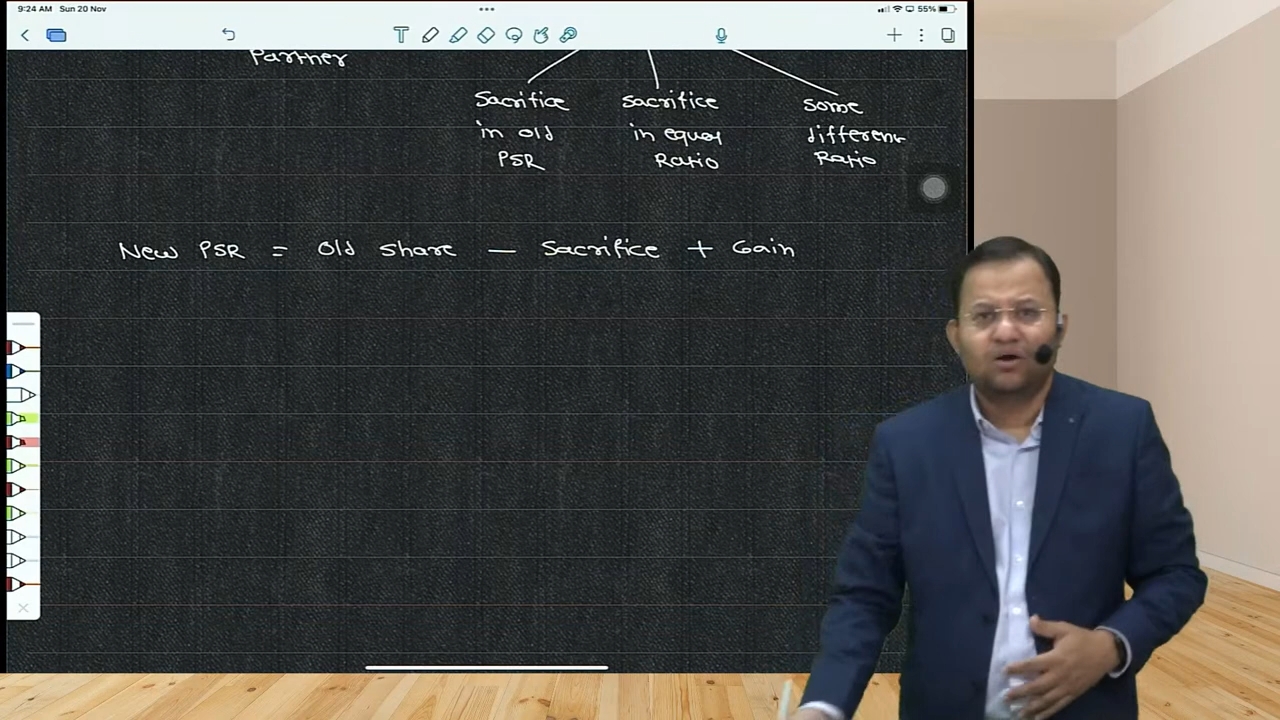 9:24 AM Sun 20 Nov
55%
Partner
Sacrifice
in old
PSR
sacrifice
in equal
Ratio
some
different
Ratio
New PSR = Old share — Sacrifice + Gain